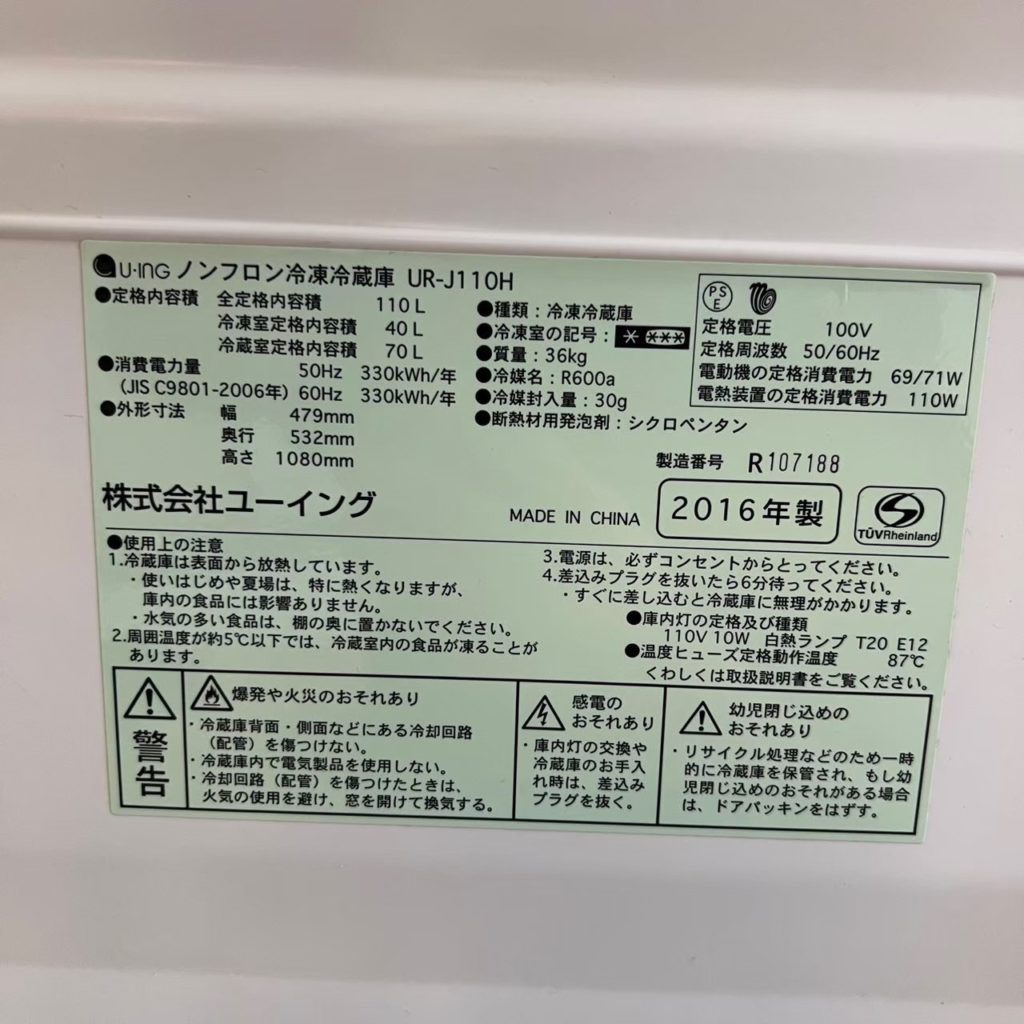 U·ING ノンフロン冷凍冷蔵庫 UR-J110H
●定格内容積 全定格内容積 110 L
冷凍室定格内容積 40 L
冷蔵室定格内容積 70 L
●消費電力量 50Hz 330kWh/年
(JIS C9801-2006年) 60Hz 330kWh/年
●外形寸法 幅 479mm
奥行 532mm
高さ 1080mm
●種類：冷凍冷蔵庫
●冷凍室の記号：* ***
●質量：36kg
●冷媒名：R600a
●冷媒封入量：30g
●断熱材用発泡剤：シクロペンタン
PSE
定格電圧 100V
定格周波数 50/60Hz
電動機の定格消費電力 69/71W
電熱装置の定格消費電力 110W
製造番号 R107188
株式会社ユーイング
MADE IN CHINA
2016年製
TÜVRheinland
●使用上の注意
1.冷蔵庫は表面から放熱しています。
・使いはじめや夏場は、特に熱くなりますが、
庫内の食品には影響ありません。
・水気の多い食品は、棚の奥に置かないでください。
2.周囲温度が約5℃以下では、冷蔵室内の食品が凍ることが
あります。
3.電源は、必ずコンセントからとってください。
4.差込みプラグを抜いたら6分待ってください。
・すぐに差し込むと冷蔵庫に無理がかかります。
●庫内灯の定格及び種類
110V 10W 白熱ランプ T20 E12
●温度ヒューズ定格動作温度 87℃
くわしくは取扱説明書をご覧ください。
警告
爆発や火災のおそれあり
・冷蔵庫背面・側面などにある冷却回路
（配管）を傷つけない。
・冷蔵庫内で電気製品を使用しない。
・冷却回路（配管）を傷つけたときは、
火気の使用を避け、窓を開けて換気する。
感電の
おそれあり
・庫内灯の交換や
冷蔵庫のお手入
れ時は、差込み
プラグを抜く。
幼児閉じ込めの
おそれあり
・リサイクル処理などのため一時
的に冷蔵庫を保管され、もし幼
児閉じ込めのおそれがある場合
は、ドアパッキンをはずす。